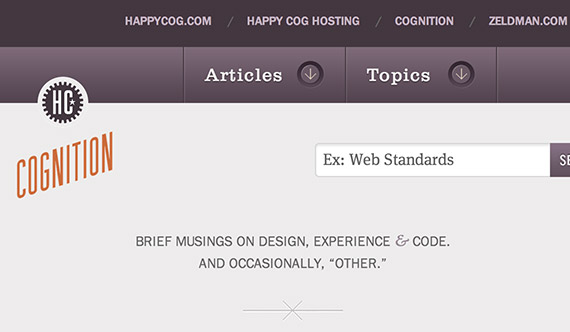 HAPPYCOG.COM / HAPPY COG HOSTING / COGNITION / ZELDMAN.COM
Articles Topics
HC
COGNITION
Ex: Web Standards SE
BRIEF MUSINGS ON DESIGN, EXPERIENCE & CODE.
AND OCCASIONALLY, “OTHER.”